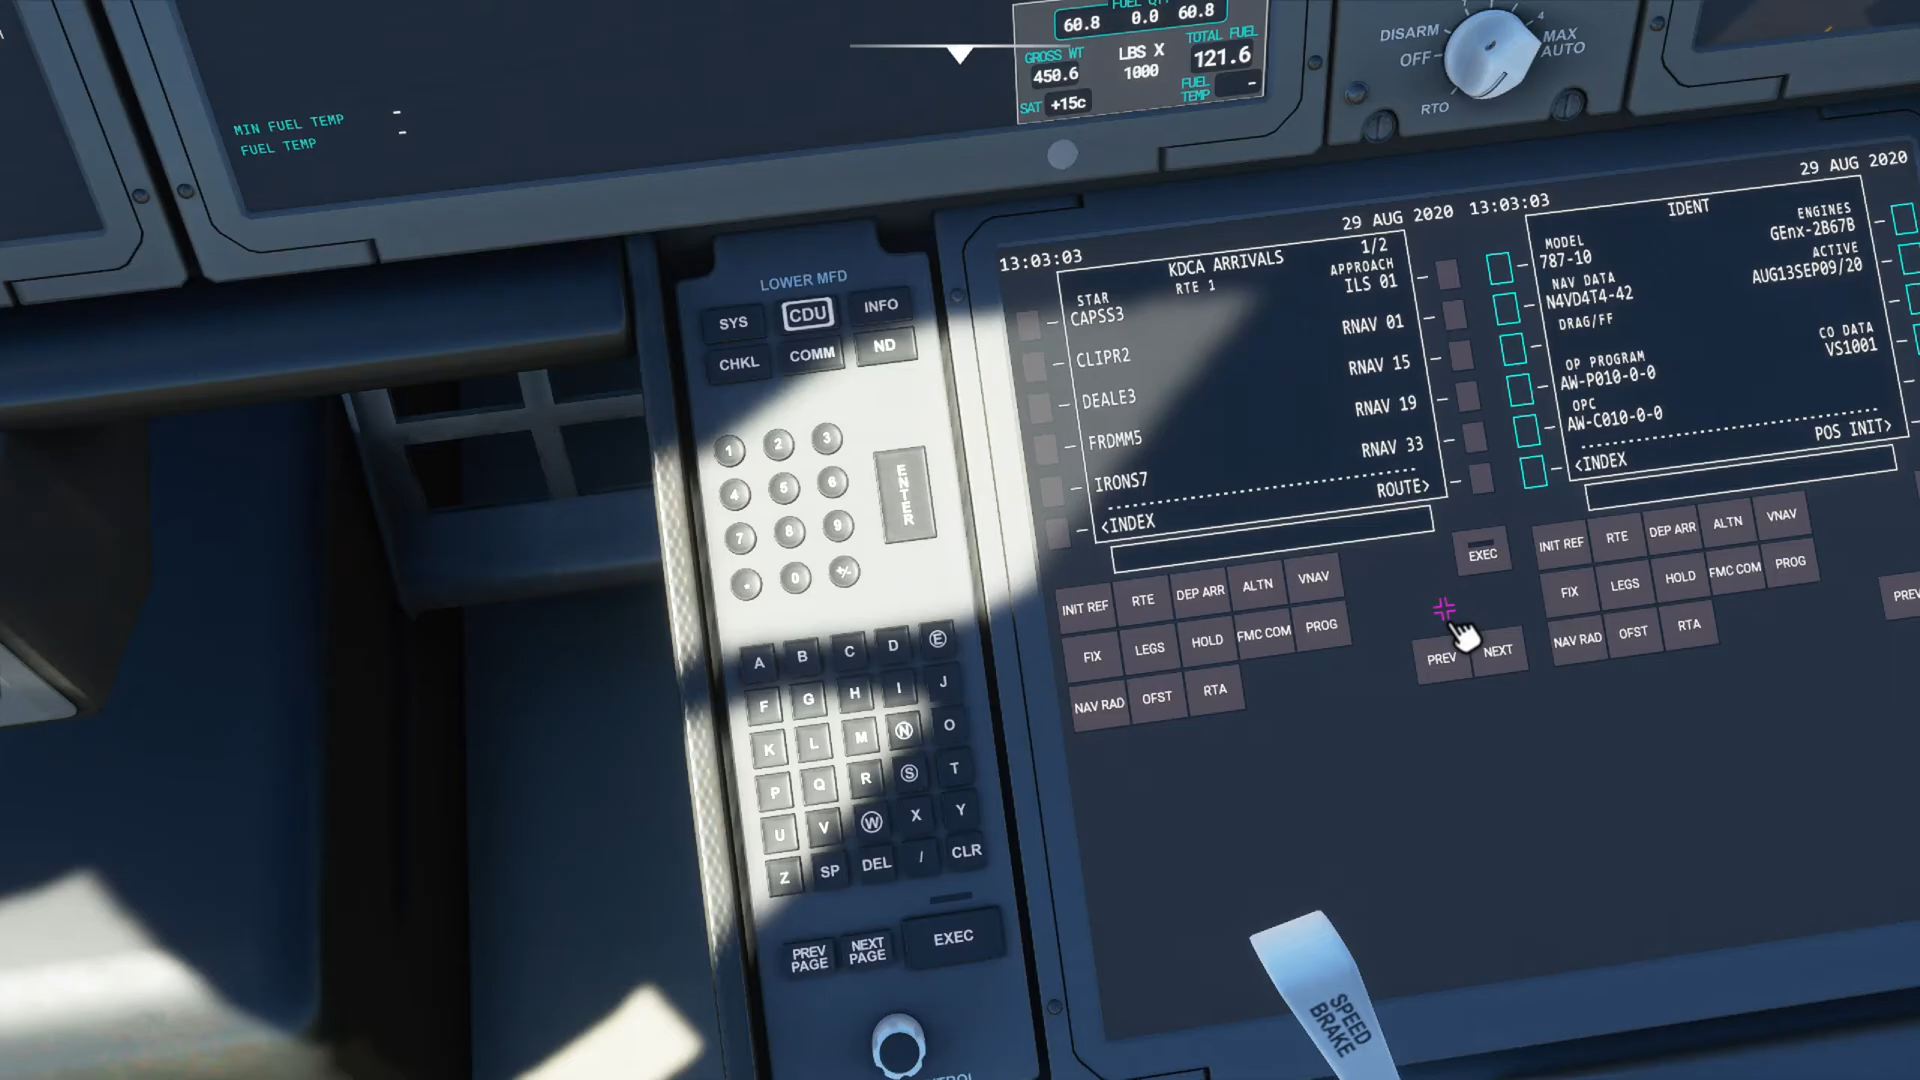 FUEL QTY
60.8 0.0 60.8
GROSS WT
450.6
LBS X
1000
TOTAL FUEL
121.6
SAT +15c
FUEL
TEMP -
MIN FUEL TEMP -
FUEL TEMP -
DISARM
OFF
RTO
4
MAX
AUTO
LOWER MFD
SYS CDU INFO
CHKL COMM ND
1 2 3
4 5 6
7 8 9
0
ENTER
A B C D E
F G H I J
K L M N O
P Q R S T
U V W X Y
Z SP DEL / CLR
PREV
PAGE
NEXT
PAGE
EXEC
13:03:03 29 AUG 2020
KDCA ARRIVALS 1/2
RTE 1
STAR APPROACH
CAPSS3 ILS 01
CLIPR2 RNAV 01
DEALE3 RNAV 15
FRDMM5 RNAV 19
IRONS7 RNAV 33
<INDEX ROUTE>
INIT REF RTE DEP ARR ALTN VNAV
FIX LEGS HOLD FMC COM PROG
NAV RAD OFST RTA
EXEC
PREV NEXT
13:03:03 29 AUG 2020
IDENT
MODEL ENGINES
787-10 GEnx-2B67B
NAV DATA ACTIVE
N4VD4T4-42 AUG13SEP09/20
DRAG/FF
OP PROGRAM CO DATA
AW-P010-0-0 VS1001
OPC
AW-C010-0-0
<INDEX POS INIT>
INIT REF RTE DEP ARR ALTN VNAV
FIX LEGS HOLD FMC COM PROG
NAV RAD OFST RTA
PREV
SPEED
BRAKE